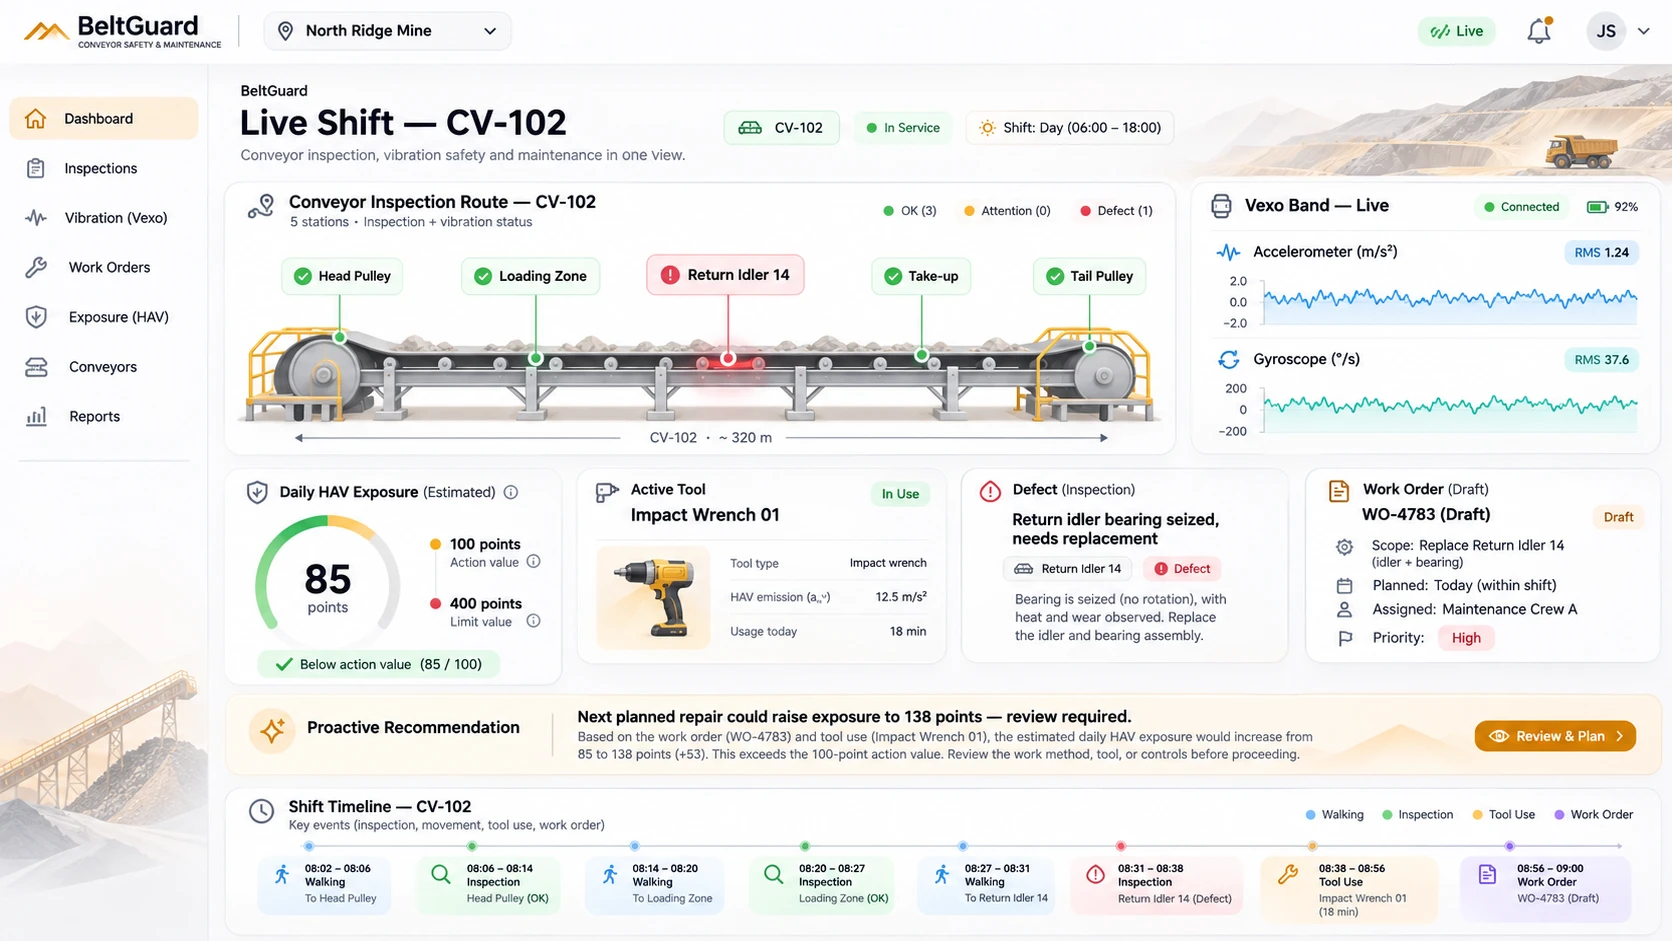 BeltGuard
CONVEYOR SAFETY & MAINTENANCE
North Ridge Mine
Live
JS
Dashboard
Inspections
Vibration (Vexo)
Work Orders
Exposure (HAV)
Conveyors
Reports
BeltGuard
Live Shift — CV-102
Conveyor inspection, vibration safety and maintenance in one view.
CV-102
In Service
Shift: Day (06:00 – 18:00)
Conveyor Inspection Route — CV-102
5 stations • Inspection + vibration status
OK (3)
Attention (0)
Defect (1)
Head Pulley
Loading Zone
Return Idler 14
Take-up
Tail Pulley
CV-102 • ~ 320 m
Vexo Band — Live
Connected
92%
Accelerometer (m/s²)
RMS 1.24
2.0
0.0
−2.0
Gyroscope (°/s)
RMS 37.6
200
0
−200
Daily HAV Exposure (Estimated)
85
points
100 points
Action value
400 points
Limit value
Below action value (85 / 100)
Active Tool
Impact Wrench 01
In Use
Tool type Impact wrench
HAV emission 12.5 m/s²
Usage today 18 min
Defect (Inspection)
Return idler bearing seized,
needs replacement
Return Idler 14
Defect
Bearing is seized (no rotation), with
heat and wear observed. Replace
the idler and bearing assembly.
Work Order (Draft)
WO-4783 (Draft)
Draft
Scope: Replace Return Idler 14
(idler + bearing)
Planned: Today (within shift)
Assigned: Maintenance Crew A
Priority: High
Proactive Recommendation
Next planned repair could raise exposure to 138 points — review required.
Based on the work order (WO-4783) and tool use (Impact Wrench 01), the estimated daily HAV exposure would increase from
85 to 138 points (+53). This exceeds the 100-point action value. Review the work method, tool, or controls before proceeding.
Review & Plan
Shift Timeline — CV-102
Key events (inspection, movement, tool use, work order)
Walking
Inspection
Tool Use
Work Order
08:02 – 08:06
Walking
To Head Pulley
08:06 – 08:14
Inspection
Head Pulley (OK)
08:14 – 08:20
Walking
To Loading Zone
08:20 – 08:27
Inspection
Loading Zone (OK)
08:27 – 08:31
Walking
To Return Idler 14
08:31 – 08:38
Inspection
Return Idler 14 (Defect)
08:38 – 08:56
Tool Use
Impact Wrench 01
(18 min)
08:56 – 09:00
Work Order
WO-4783 (Draft)